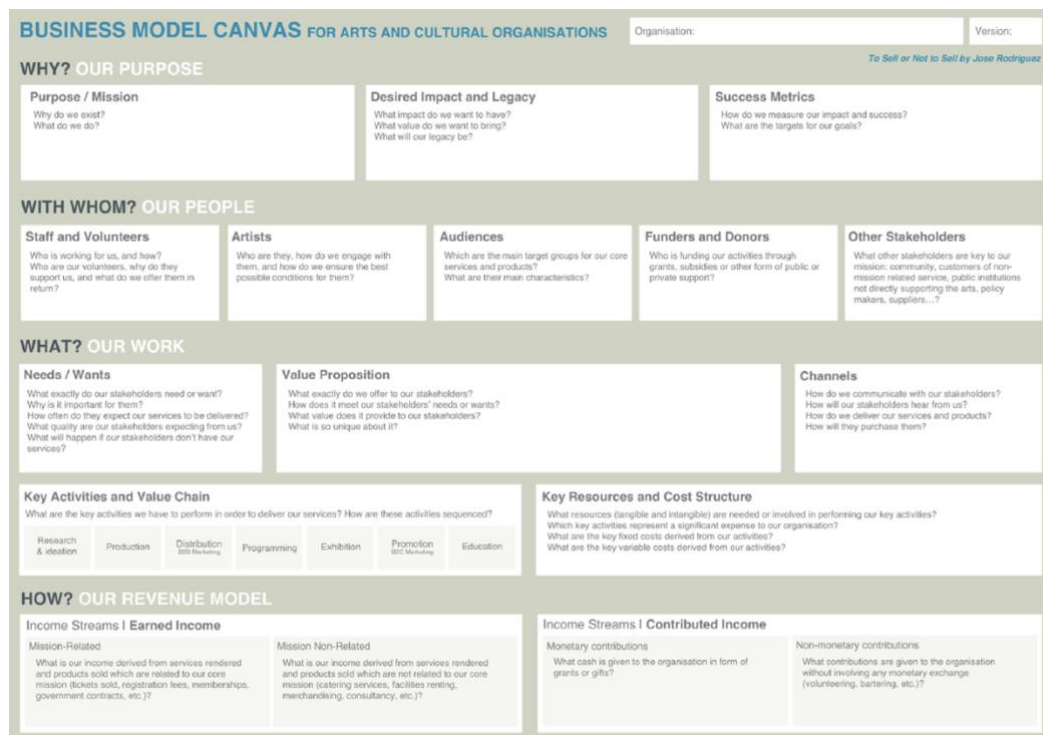 BUSINESS MODEL CANVAS FOR ARTS AND CULTURAL ORGANISATIONS
Organisation:
Version:
To Sell or Not to Sell by Jose Rodriguez
WHY? OUR PURPOSE
Purpose / Mission
Why do we exist?
What do we do?
Desired Impact and Legacy
What impact do we want to have?
What value do we want to bring?
What will our legacy be?
Success Metrics
How do we measure our impact and success?
What are the targets for our goals?
WITH WHOM? OUR PEOPLE
Staff and Volunteers
Who is working for us, and how?
Who are our volunteers, why do they
support us, and what do we offer them in
return?
Artists
Who are they, how do we engage with
them, and how do we ensure the best
possible conditions for them?
Audiences
Which are the main target groups for our core
services and products?
What are their main characteristics?
Funders and Donors
Who is funding our activities through
grants, subsidies or other form of public or
private support?
Other Stakeholders
What other stakeholders are key to our
mission: community, customers of non-
mission related service, public institutions
not directly supporting the arts, policy
makers, suppliers…?
WHAT? OUR WORK
Needs / Wants
What exactly do our stakeholders need or want?
Why is it important for them?
How often do they expect our services to be delivered?
What quality are our stakeholders expecting from us?
What will happen if our stakeholders don't have our
services?
Value Proposition
What exactly do we offer to our stakeholders?
How does it meet our stakeholders' needs or wants?
What value does it provide to our stakeholders?
What is so unique about it?
Channels
How do we communicate with our stakeholders?
How will our stakeholders hear from us?
How do we deliver our services and products?
How will they purchase them?
Key Activities and Value Chain
What are the key activities we have to perform in order to deliver our services? How are these activities sequenced?
Research
& ideation
Production
Distribution
B2B Marketing
Programming
Exhibition
Promotion
B2C Marketing
Education
Key Resources and Cost Structure
What resources (tangible and intangible) are needed or involved in performing our key activities?
Which key activities represent a significant expense to our organisation?
What are the key fixed costs derived from our activities?
What are the key variable costs derived from our activities?
HOW? OUR REVENUE MODEL
Income Streams | Earned Income
Mission-Related
What is our income derived from services rendered
and products sold which are related to our core
mission (tickets sold, registration fees, memberships,
government contracts, etc.)?
Mission Non-Related
What is our income derived from services rendered
and products sold which are not related to our core
mission (catering services, facilities renting,
merchandising, consultancy, etc.)?
Income Streams | Contributed Income
Monetary contributions
What cash is given to the organisation in form of
grants or gifts?
Non-monetary contributions
What contributions are given to the organisation
without involving any monetary exchange
(volunteering, bartering, etc.)?